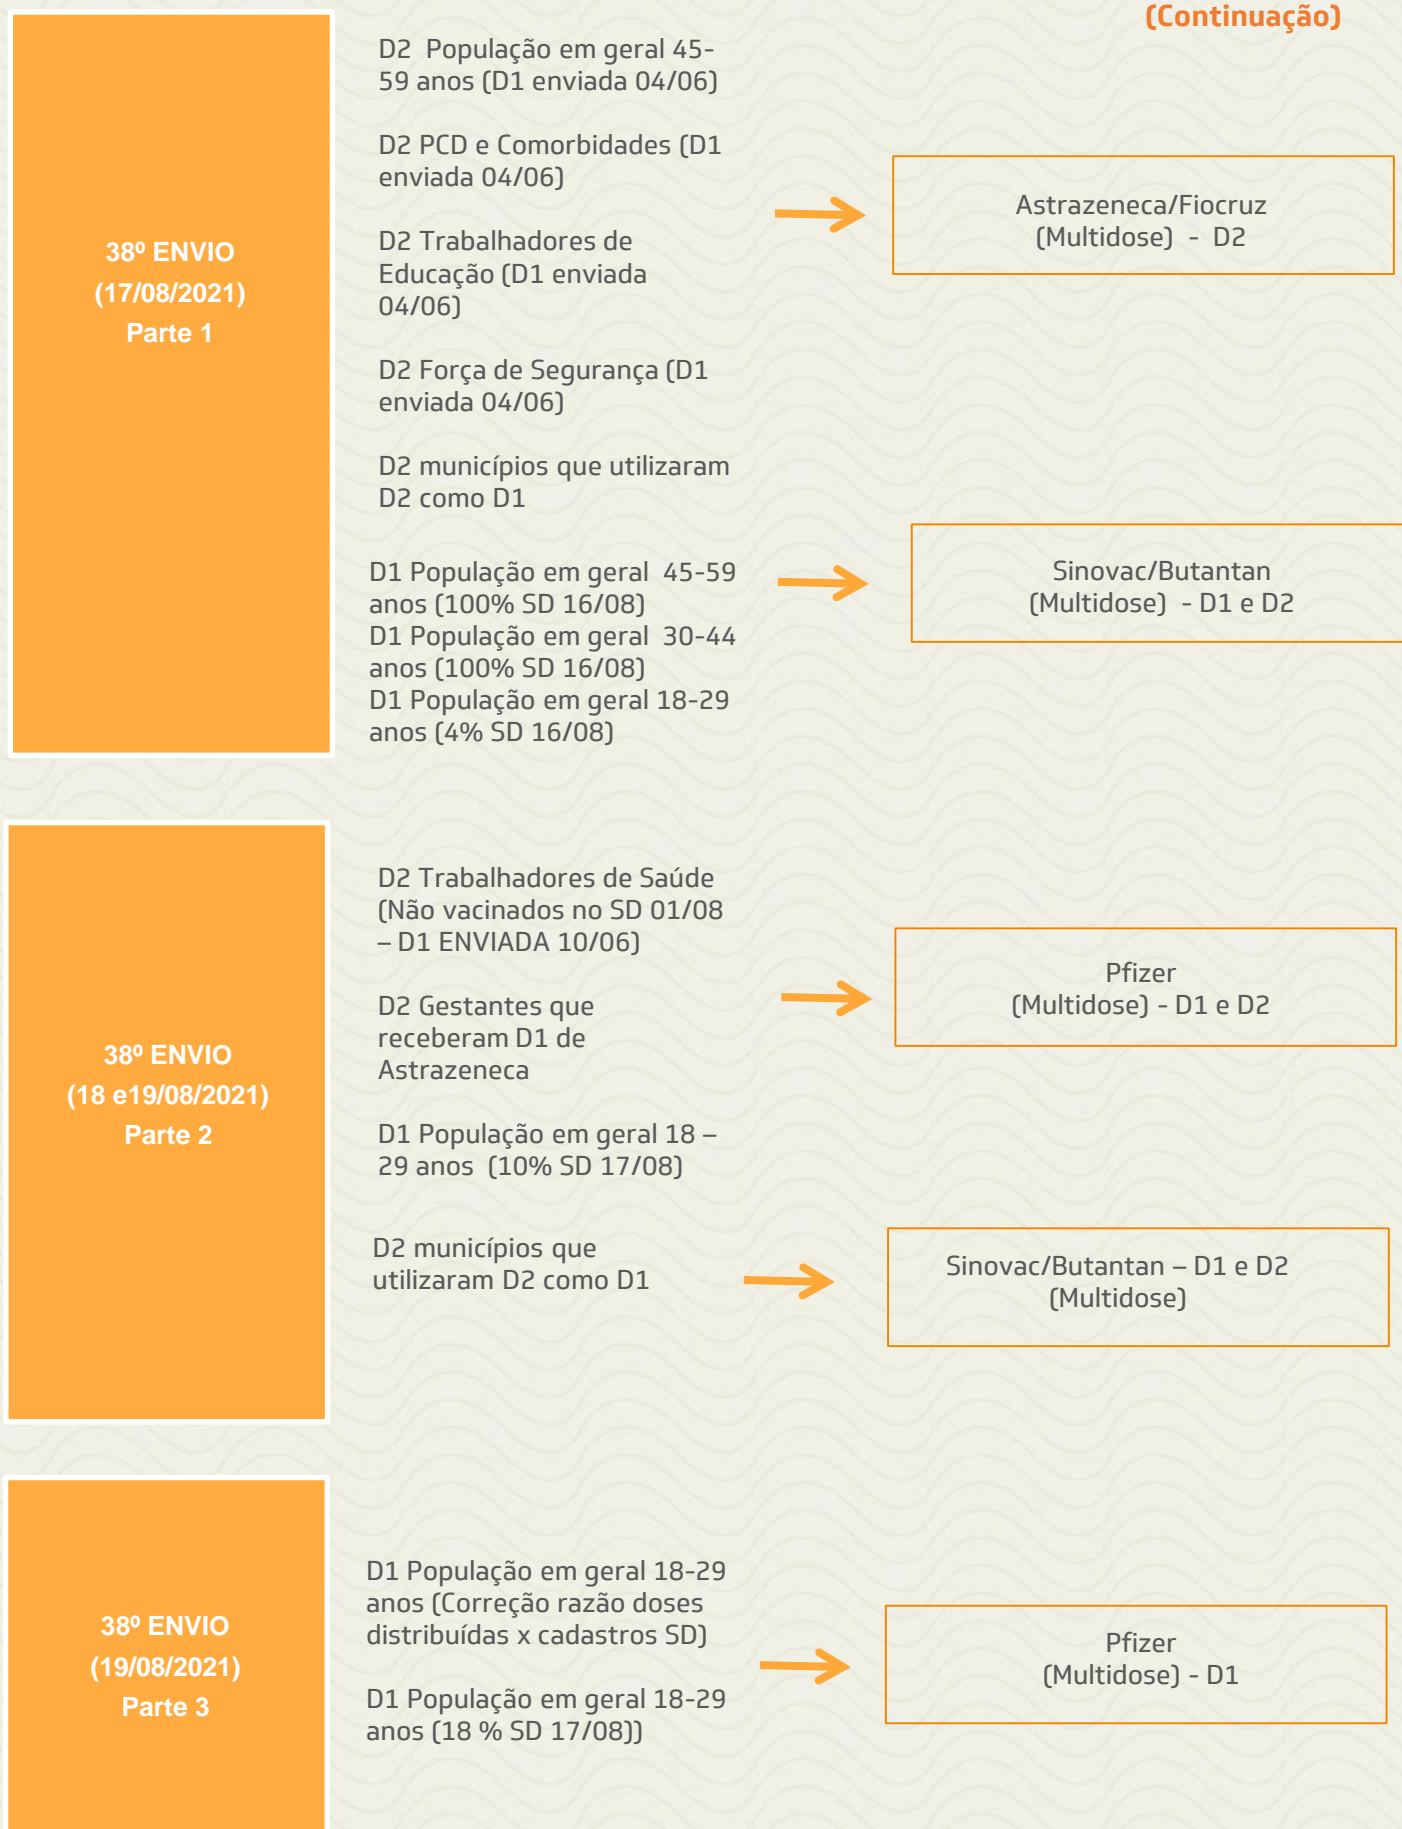 (Continuação)
38º ENVIO
(17/08/2021)
Parte 1
D2 População em geral 45-
59 anos (D1 enviada 04/06)
D2 PCD e Comorbidades (D1
enviada 04/06)
D2 Trabalhadores de
Educação (D1 enviada
04/06)
D2 Força de Segurança (D1
enviada 04/06)
D2 municípios que utilizaram
D2 como D1
Astrazeneca/Fiocruz
(Multidose) - D2
D1 População em geral 45-59
anos (100% SD 16/08)
D1 População em geral 30-44
anos (100% SD 16/08)
D1 População em geral 18-29
anos (4% SD 16/08)
Sinovac/Butantan
(Multidose) - D1 e D2
38º ENVIO
(18 e19/08/2021)
Parte 2
D2 Trabalhadores de Saúde
(Não vacinados no SD 01/08
– D1 ENVIADA 10/06)
D2 Gestantes que
receberam D1 de
Astrazeneca
D1 População em geral 18 –
29 anos (10% SD 17/08)
Pfizer
(Multidose) - D1 e D2
D2 municípios que
utilizaram D2 como D1
Sinovac/Butantan – D1 e D2
(Multidose)
38º ENVIO
(19/08/2021)
Parte 3
D1 População em geral 18-29
anos (Correção razão doses
distribuídas x cadastros SD)
D1 População em geral 18-29
anos (18 % SD 17/08))
Pfizer
(Multidose) - D1